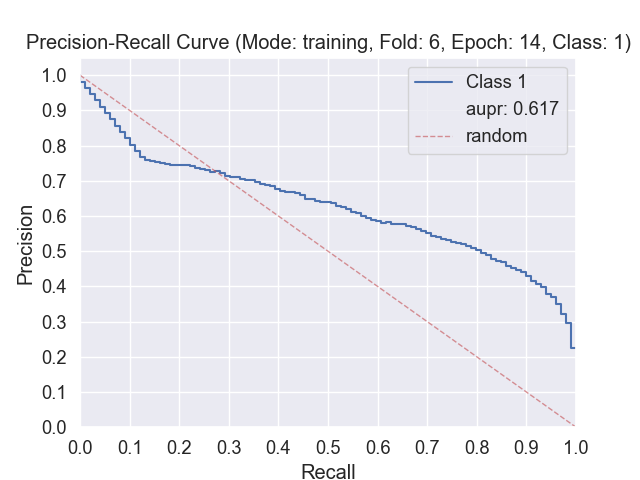 Precision-Recall Curve (Mode: training, Fold: 6, Epoch: 14, Class: 1)
Class 1
aupr: 0.617
random
Precision
1.0
0.9
0.8
0.7
0.6
0.5
0.4
0.3
0.2
0.1
0.0
0.0 0.1 0.2 0.3 0.4 0.5 0.6 0.7 0.8 0.9 1.0
Recall